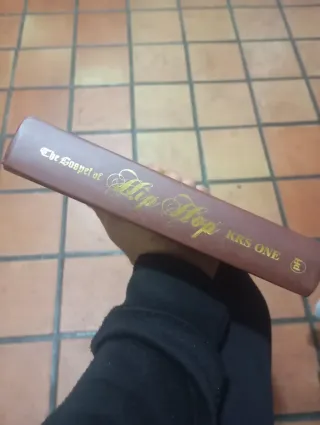 The Gospel of Hip Hop KRS ONE